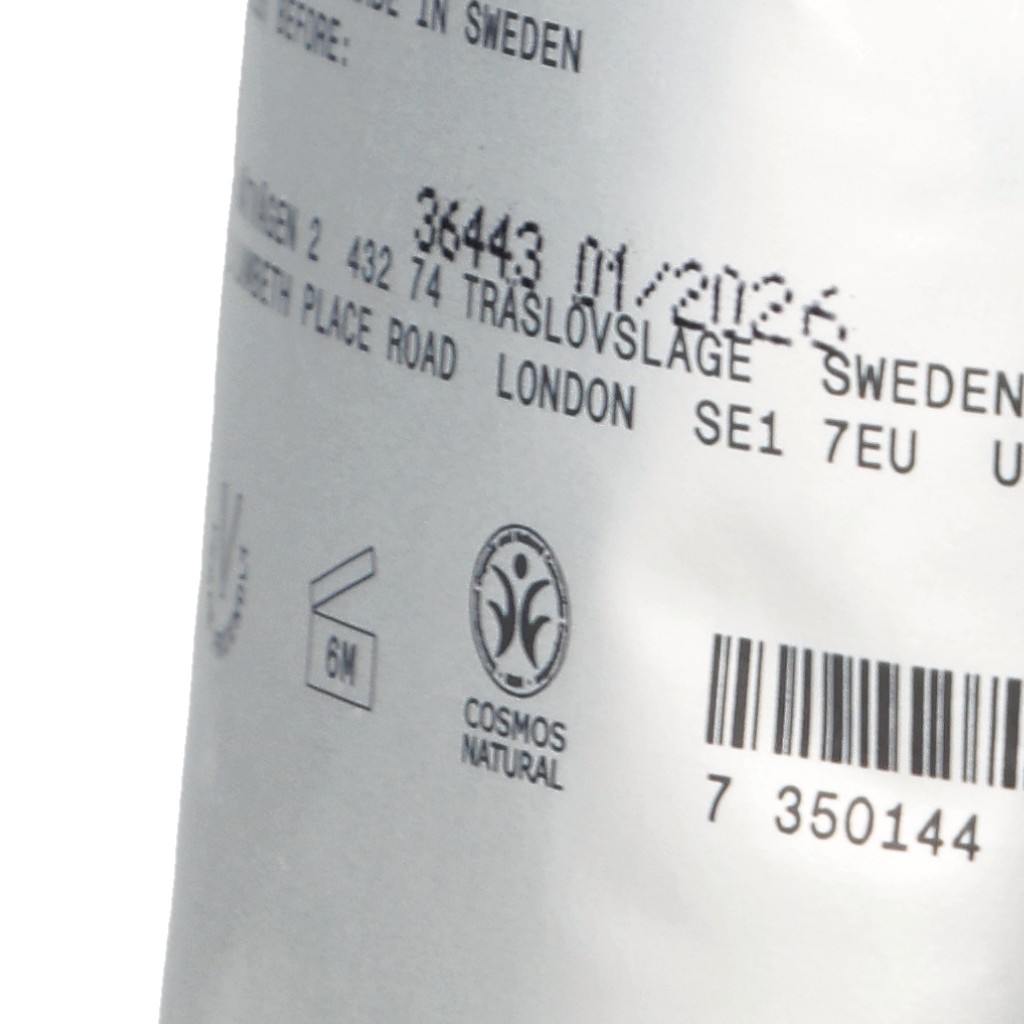 IN SWEDEN
BEFORE:
36443 01/2026
2 432 74 TRÄSLÖVSLÄGE SWEDEN
PLACE ROAD LONDON SE1 7EU
6M
COSMOS
NATURAL
7 350144